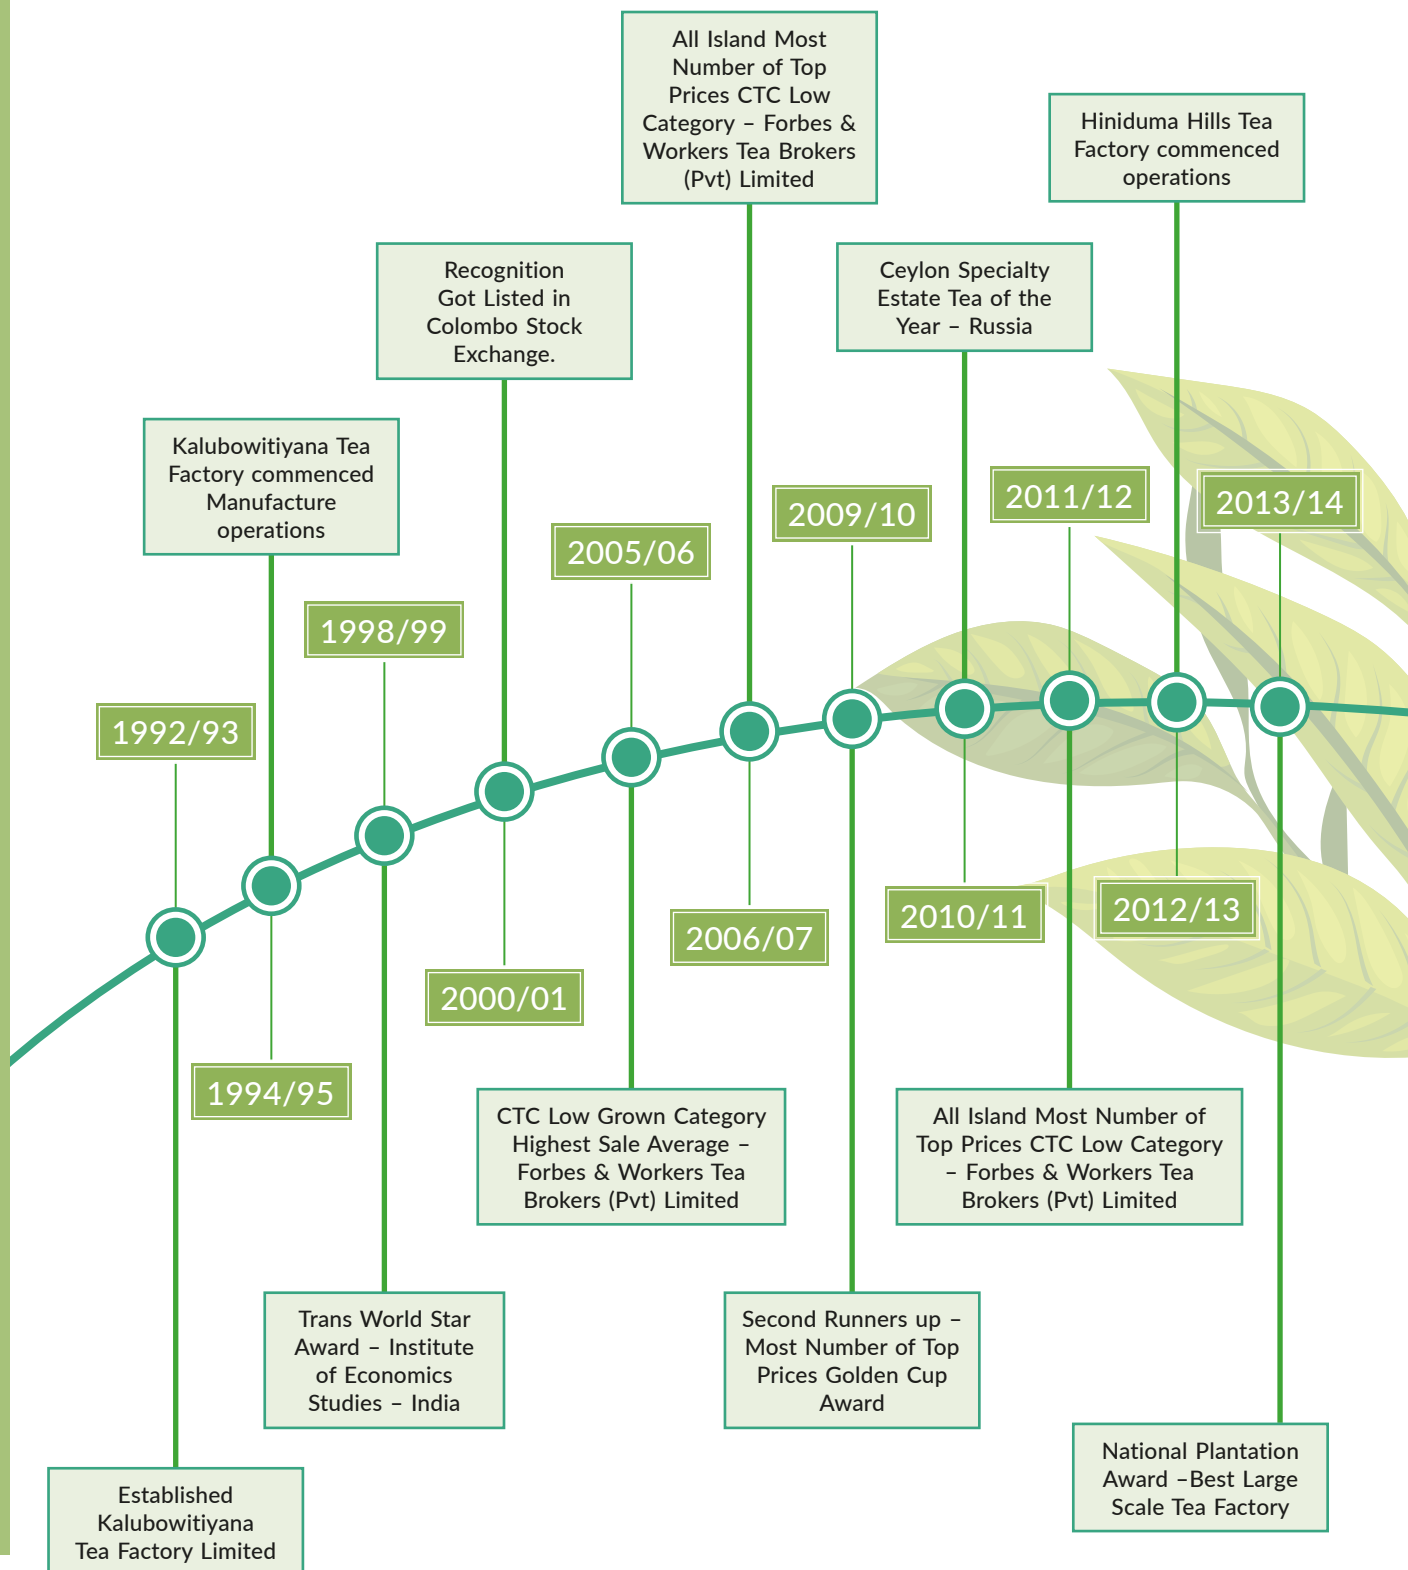 1992/93
Established
Kalubowitiyana
Tea Factory Limited
Kalubowitiyana Tea
Factory commenced
Manufacture
operations
1994/95
1998/99
Trans World Star
Award – Institute
of Economics
Studies – India
Recognition
Got Listed in
Colombo Stock
Exchange.
2000/01
2005/06
CTC Low Grown Category
Highest Sale Average –
Forbes & Workers Tea
Brokers (Pvt) Limited
All Island Most
Number of Top
Prices CTC Low
Category – Forbes &
Workers Tea Brokers
(Pvt) Limited
2006/07
2009/10
Second Runners up –
Most Number of Top
Prices Golden Cup
Award
Ceylon Specialty
Estate Tea of the
Year – Russia
2010/11
2011/12
All Island Most Number of
Top Prices CTC Low Category
– Forbes & Workers Tea
Brokers (Pvt) Limited
Hiniduma Hills Tea
Factory commenced
operations
2012/13
2013/14
National Plantation
Award –Best Large
Scale Tea Factory